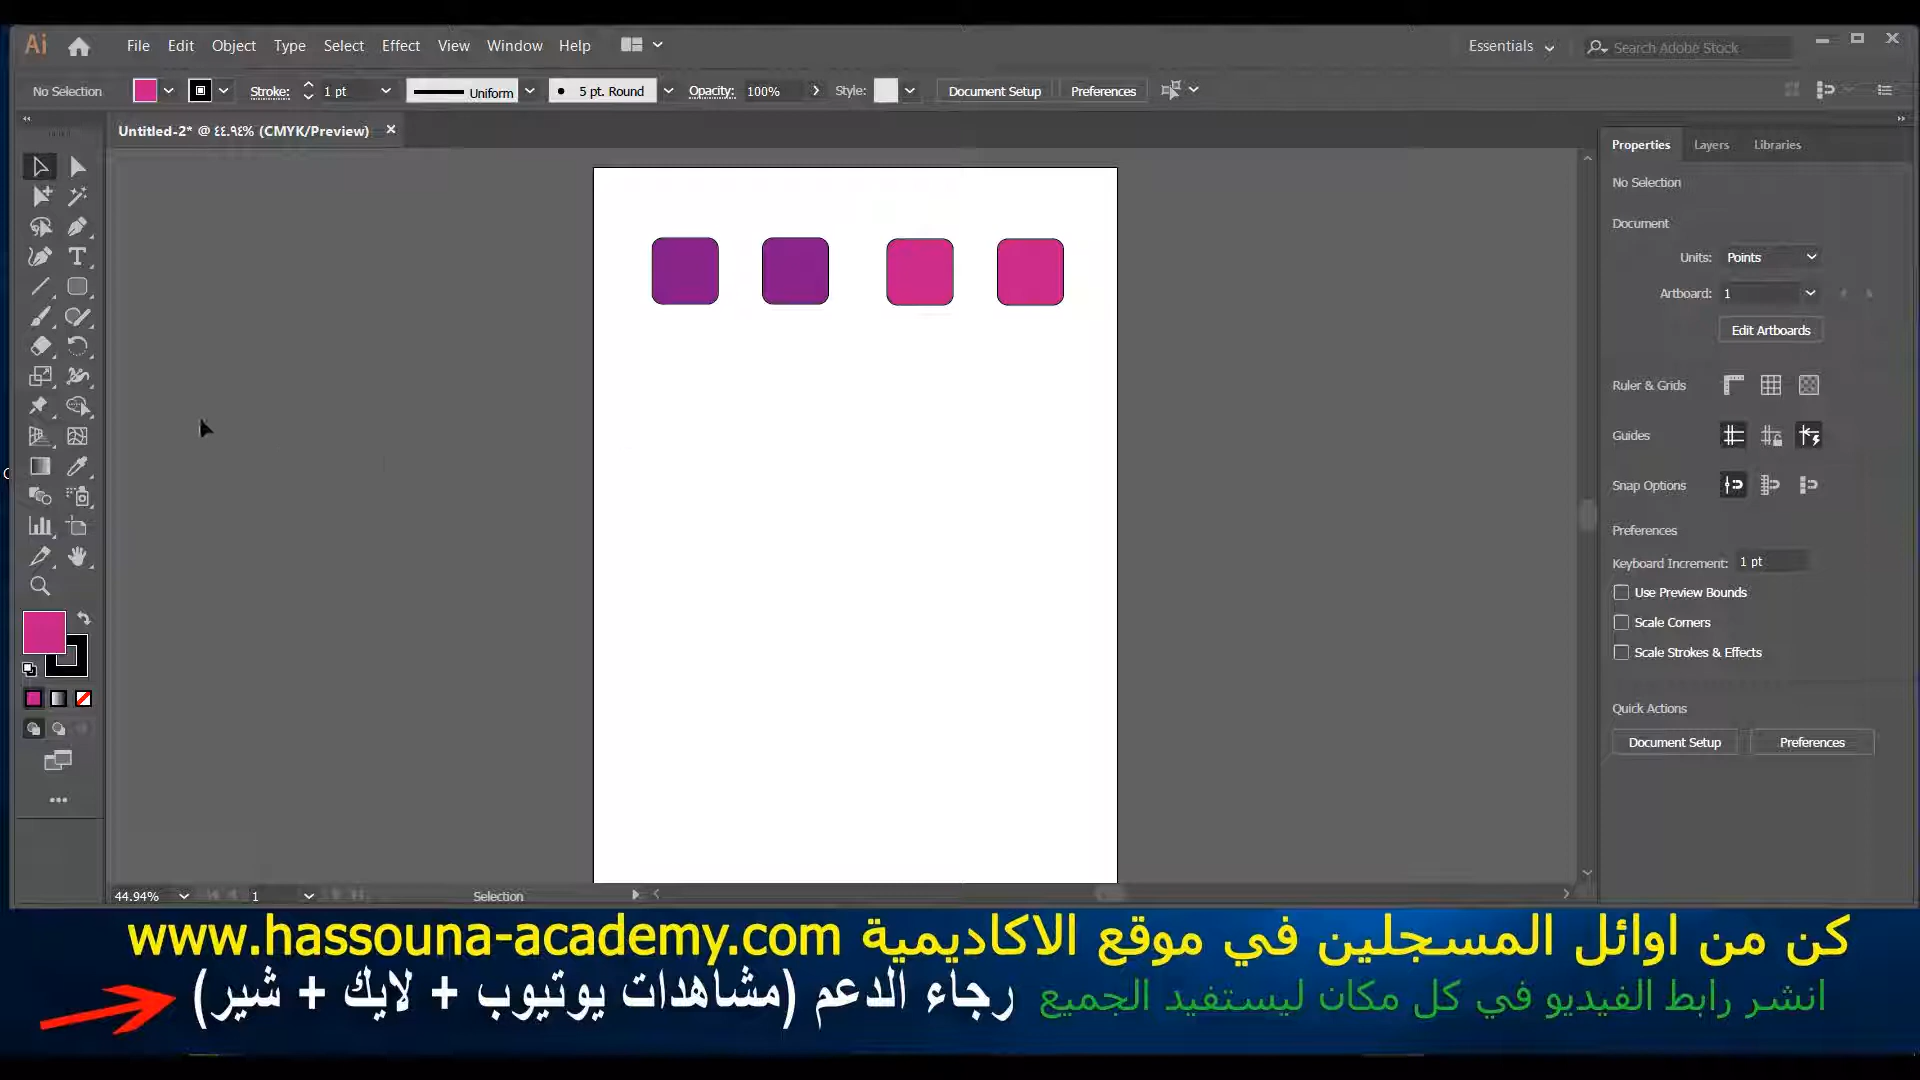 Ai File Edit Object Type Select Effect View Window Help Essentials Search Adobe Stock
No Selection Stroke: 1 pt Uniform 5 pt. Round Opacity: 100% Style: Document Setup Preferences
Untitled-2* @ ٤٤.٩٤% (CMYK/Preview)
Properties Layers Libraries
No Selection
Document
Units: Points
Artboard: 1
Edit Artboards
Ruler & Grids
Guides
Snap Options
Preferences
Keyboard Increment: 1 pt
Use Preview Bounds
Scale Corners
Scale Strokes & Effects
Quick Actions
Document Setup Preferences
44.94% 1 Selection
كن من اوائل المسجلين في موقع الاكاديمية www.hassouna-academy.com
انشر رابط الفيديو في كل مكان ليستفيد الجميع رجاء الدعم (مشاهدات يوتيوب + لايك + شير)